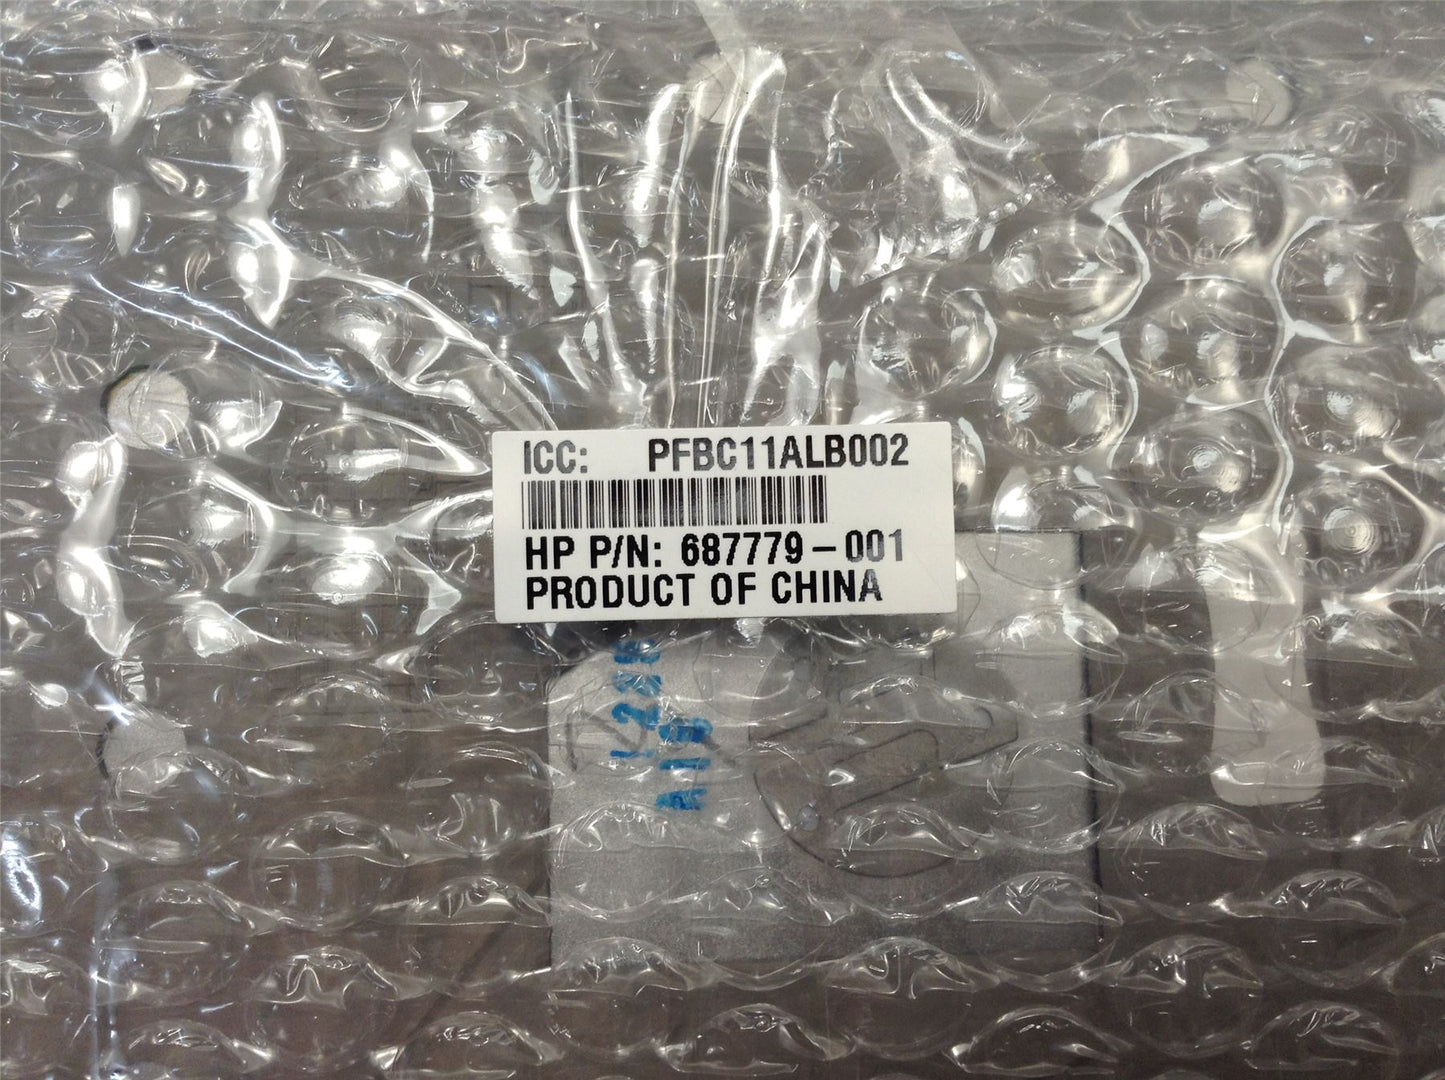 ICC: PFBC11ALB002
HP P/N: 687779-001
PRODUCT OF CHINA